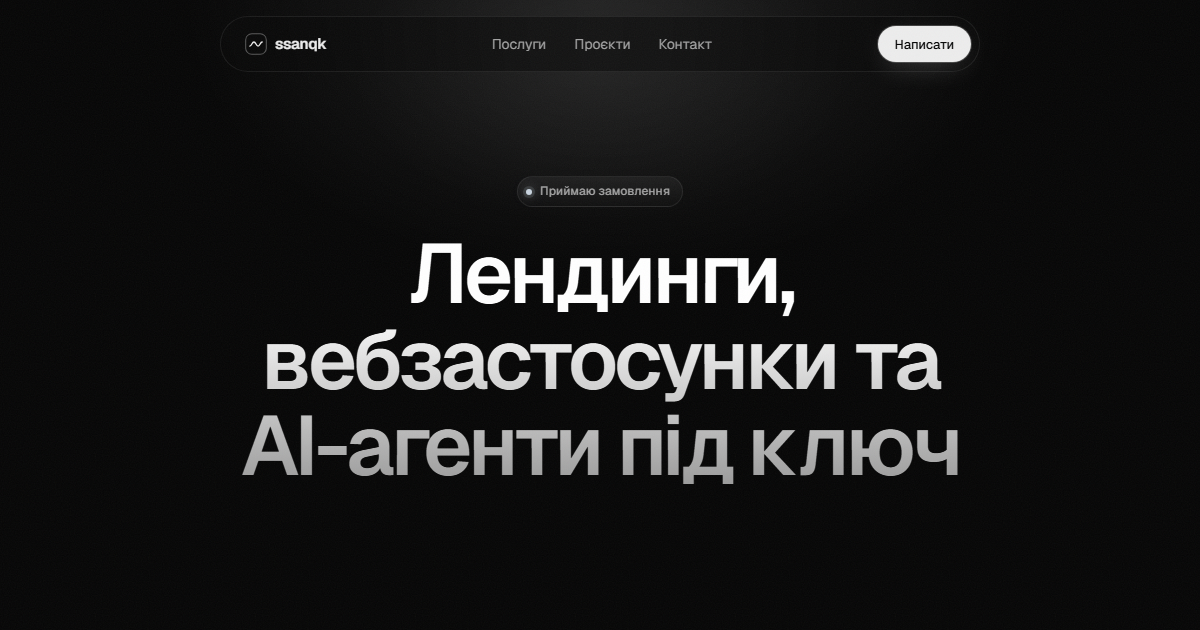 ssanqk
Послуги
Проєкти
Контакт
Написати
Приймаю замовлення
Лендинги,
вебзастосунки та
AI-агенти під ключ